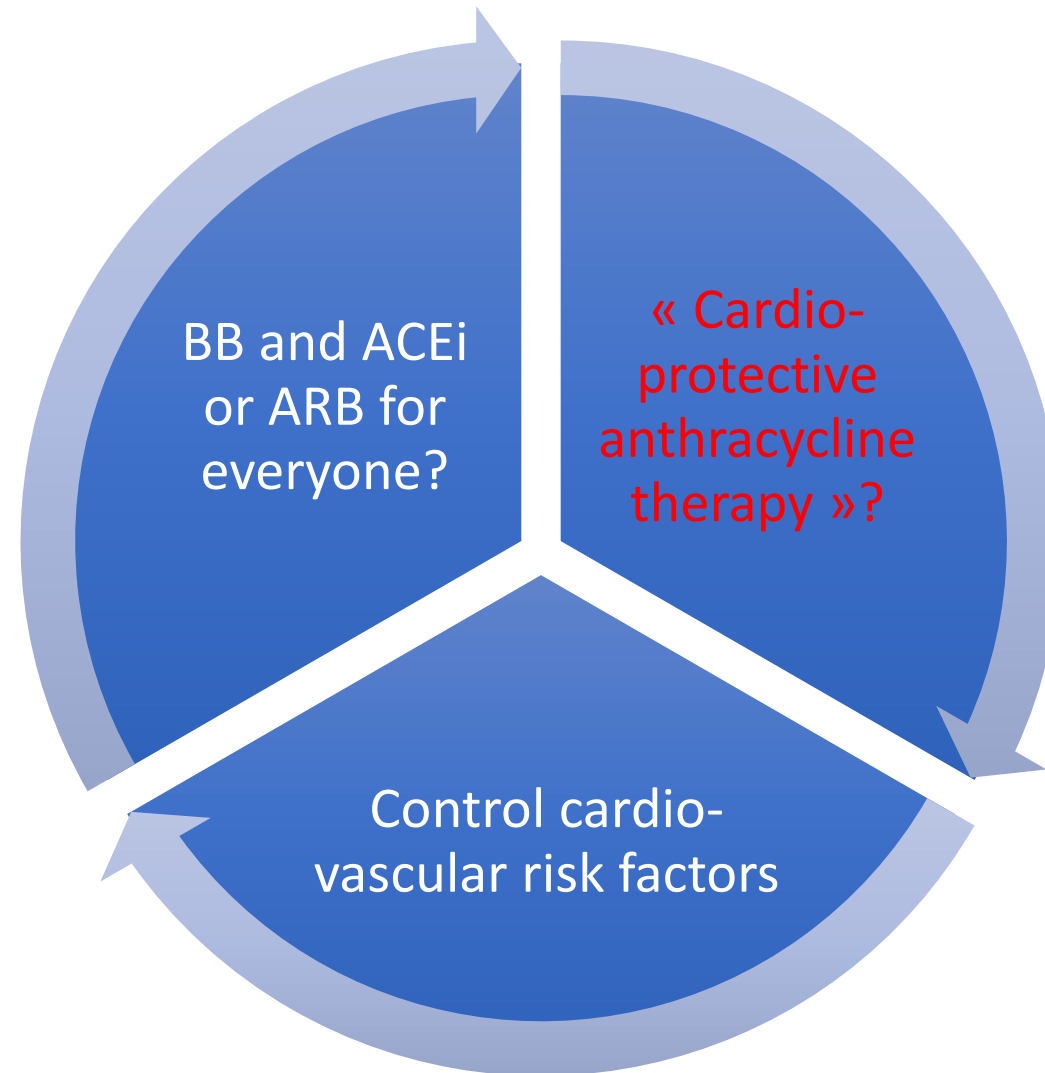 BB and ACEi
or ARB for
everyone?
« Cardio-
protective
anthracycline
therapy »?
Control cardio-
vascular risk factors